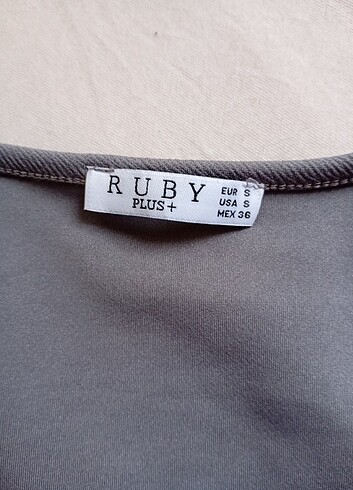 RUBY
PLUS+
EUR S
USA S
MEX 36